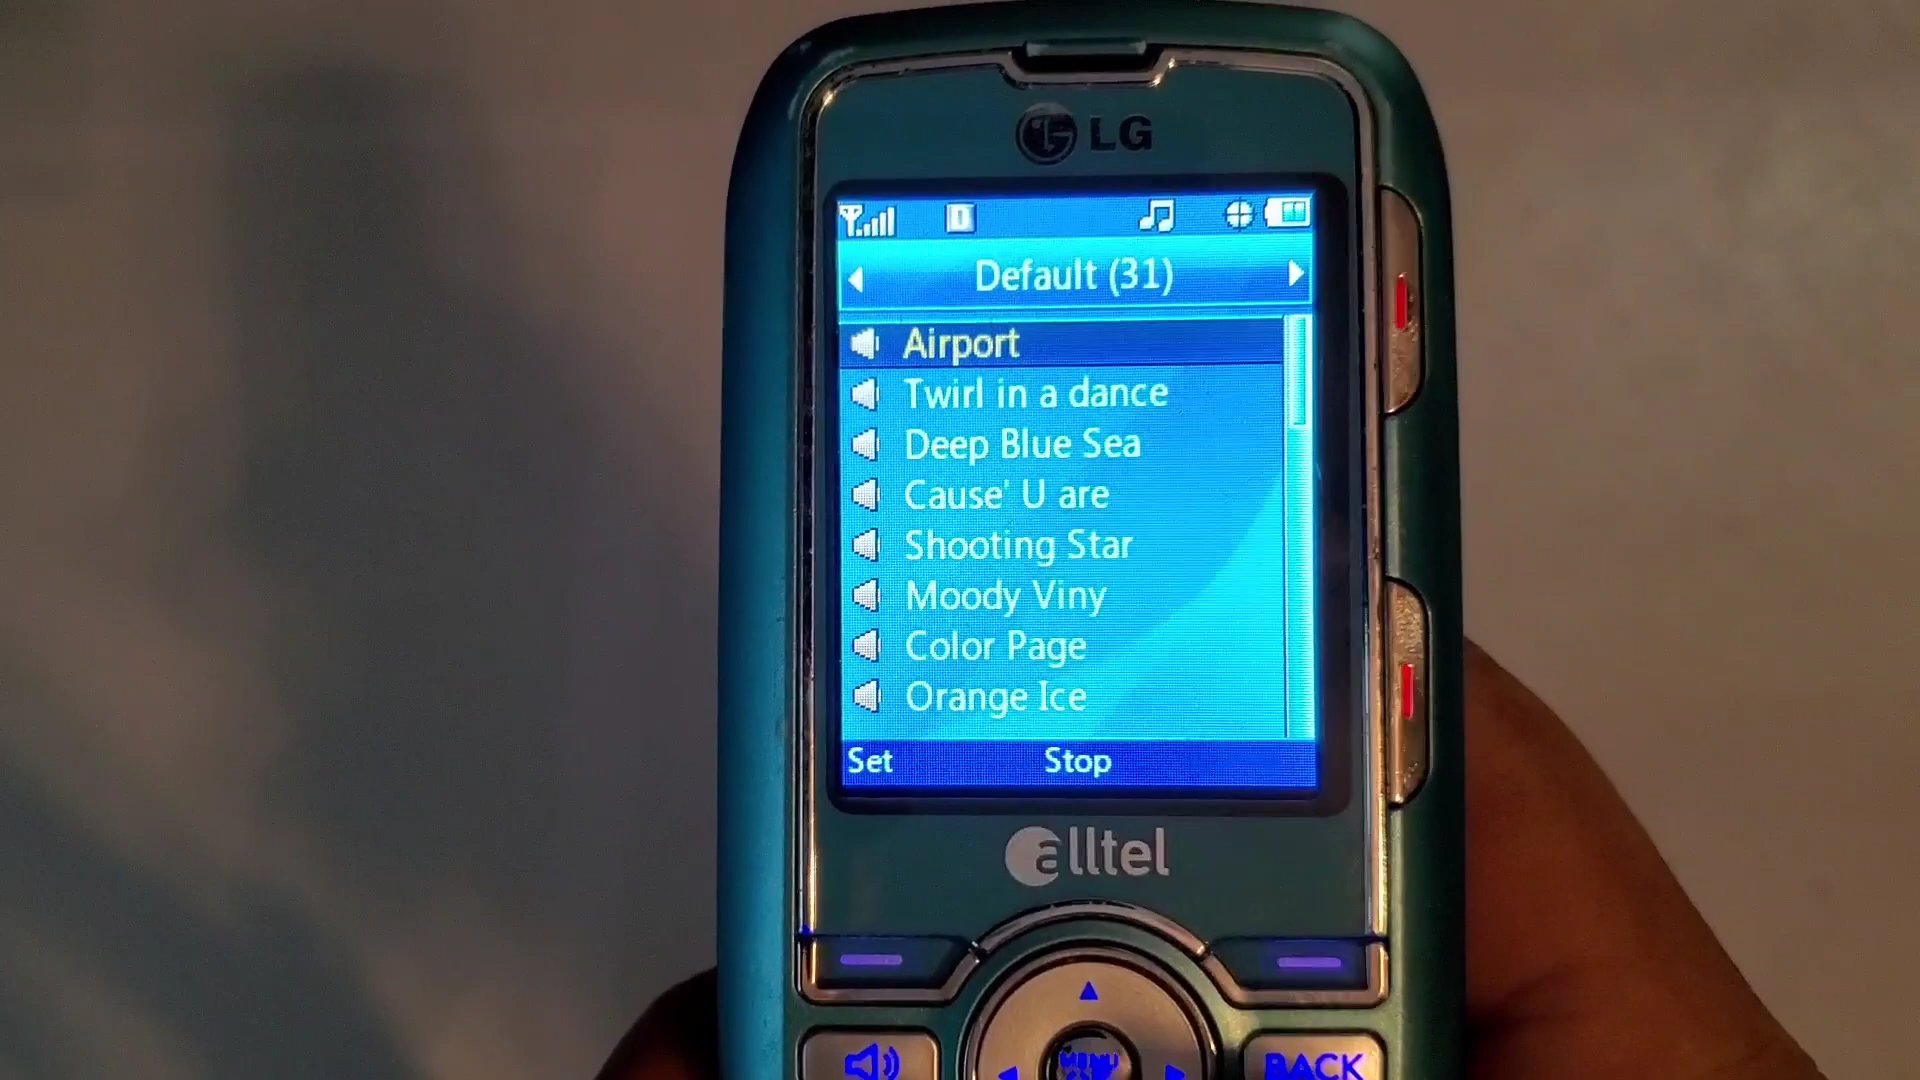 LG
D
Default (31)
Airport
Twirl in a dance
Deep Blue Sea
Cause' U are
Shooting Star
Moody Viny
Color Page
Orange Ice
Set Stop
alltel
MENU
BACK